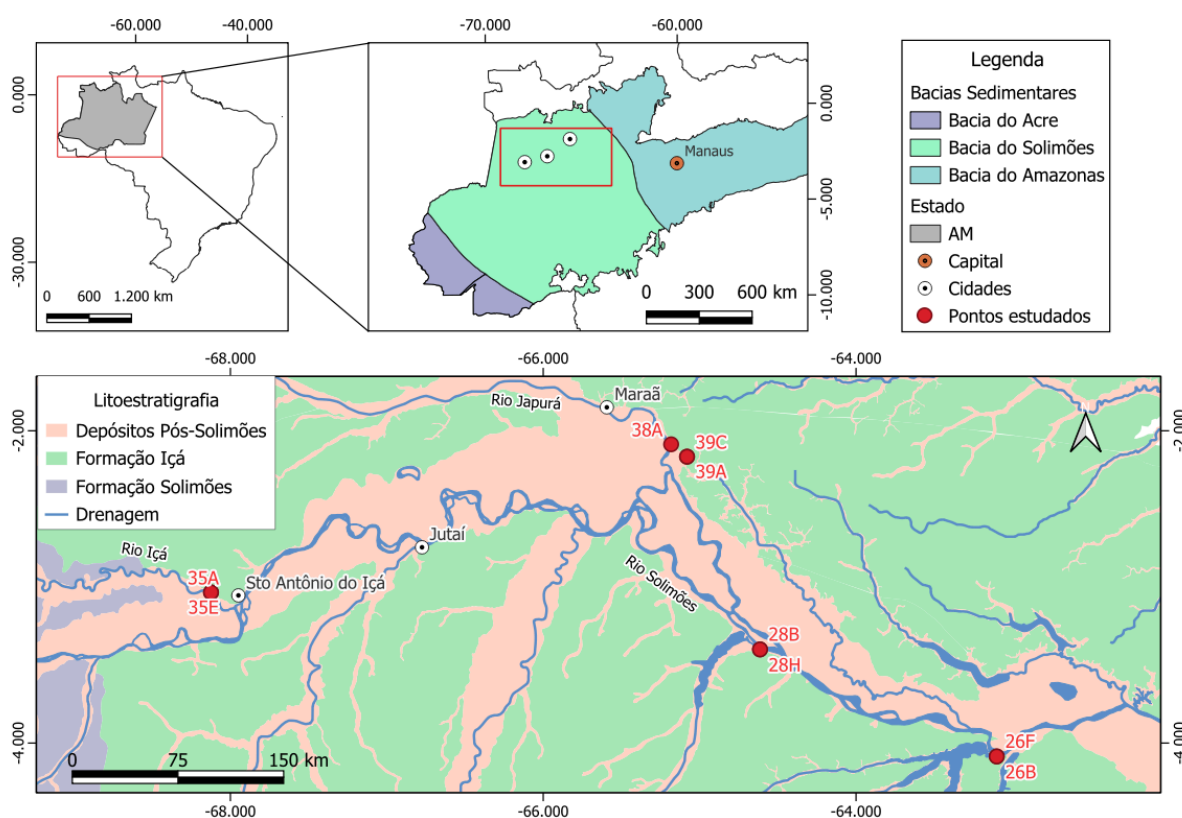 -60.000
-40.000
0.000
-30.000
0 600 1.200 km
-70.000
-60.000
0.000
-5.000
-10.000
Manaus
0 300 600 km
Legenda
Bacias Sedimentares
Bacia do Acre
Bacia do Solimões
Bacia do Amazonas
Estado
AM
Capital
Cidades
Pontos estudados
-68.000
-66.000
-64.000
-2.000
-4.000
Litoestratigrafia
Depósitos Pós-Solimões
Formação Içá
Formação Solimões
Drenagem
Rio Japurá
Maraã
38A
39C
39A
Jutaí
Rio Içá
35A
35E
Sto Antônio do Içá
Rio Solimões
28B
28H
26F
26B
0 75 150 km
-2.000
-4.000
-68.000
-66.000
-64.000